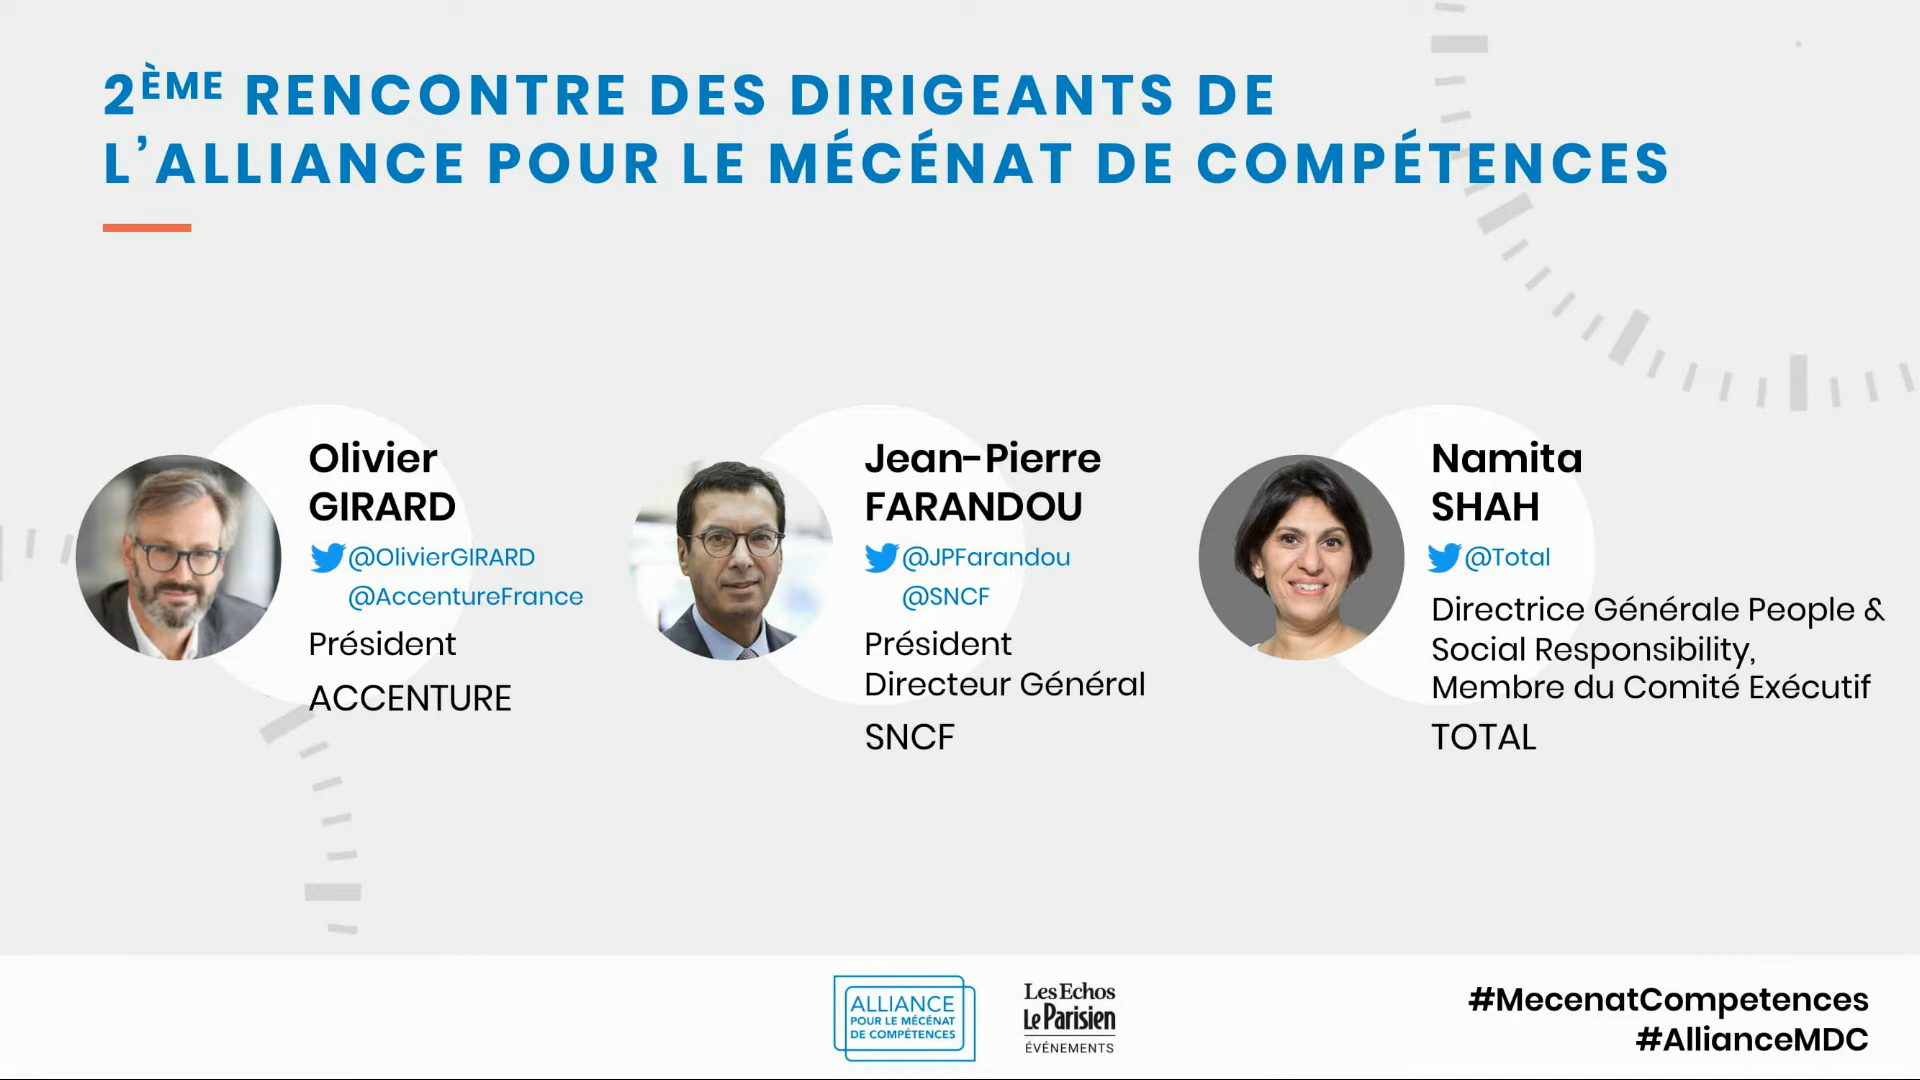 2ÈME RENCONTRE DES DIRIGEANTS DE
L’ALLIANCE POUR LE MÉCÉNAT DE COMPÉTENCES
Olivier
GIRARD
@OlivierGIRARD
@AccentureFrance
Président
ACCENTURE
Jean-Pierre
FARANDOU
@JPFarandou
@SNCF
Président
Directeur Général
SNCF
Namita
SHAH
@Total
Directrice Générale People &
Social Responsibility,
Membre du Comité Exécutif
TOTAL
ALLIANCE
POUR LE MÉCÉNAT
DE COMPÉTENCES
Les Echos
Le Parisien
ÉVÉNEMENTS
#MecenatCompetences
#AllianceMDC